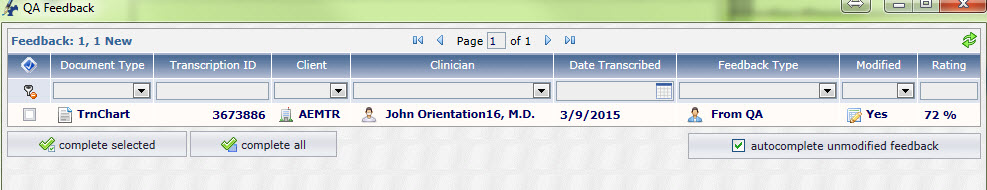 QA Feedback
Feedback: 1, 1 New Page 1 of 1
Document Type Transcription ID Client Clinician Date Transcribed Feedback Type Modified Rating
TrnChart 3673886 AEMTR John Orientation16, M.D. 3/9/2015 From QA Yes 72 %
complete selected complete all autocomplete unmodified feedback